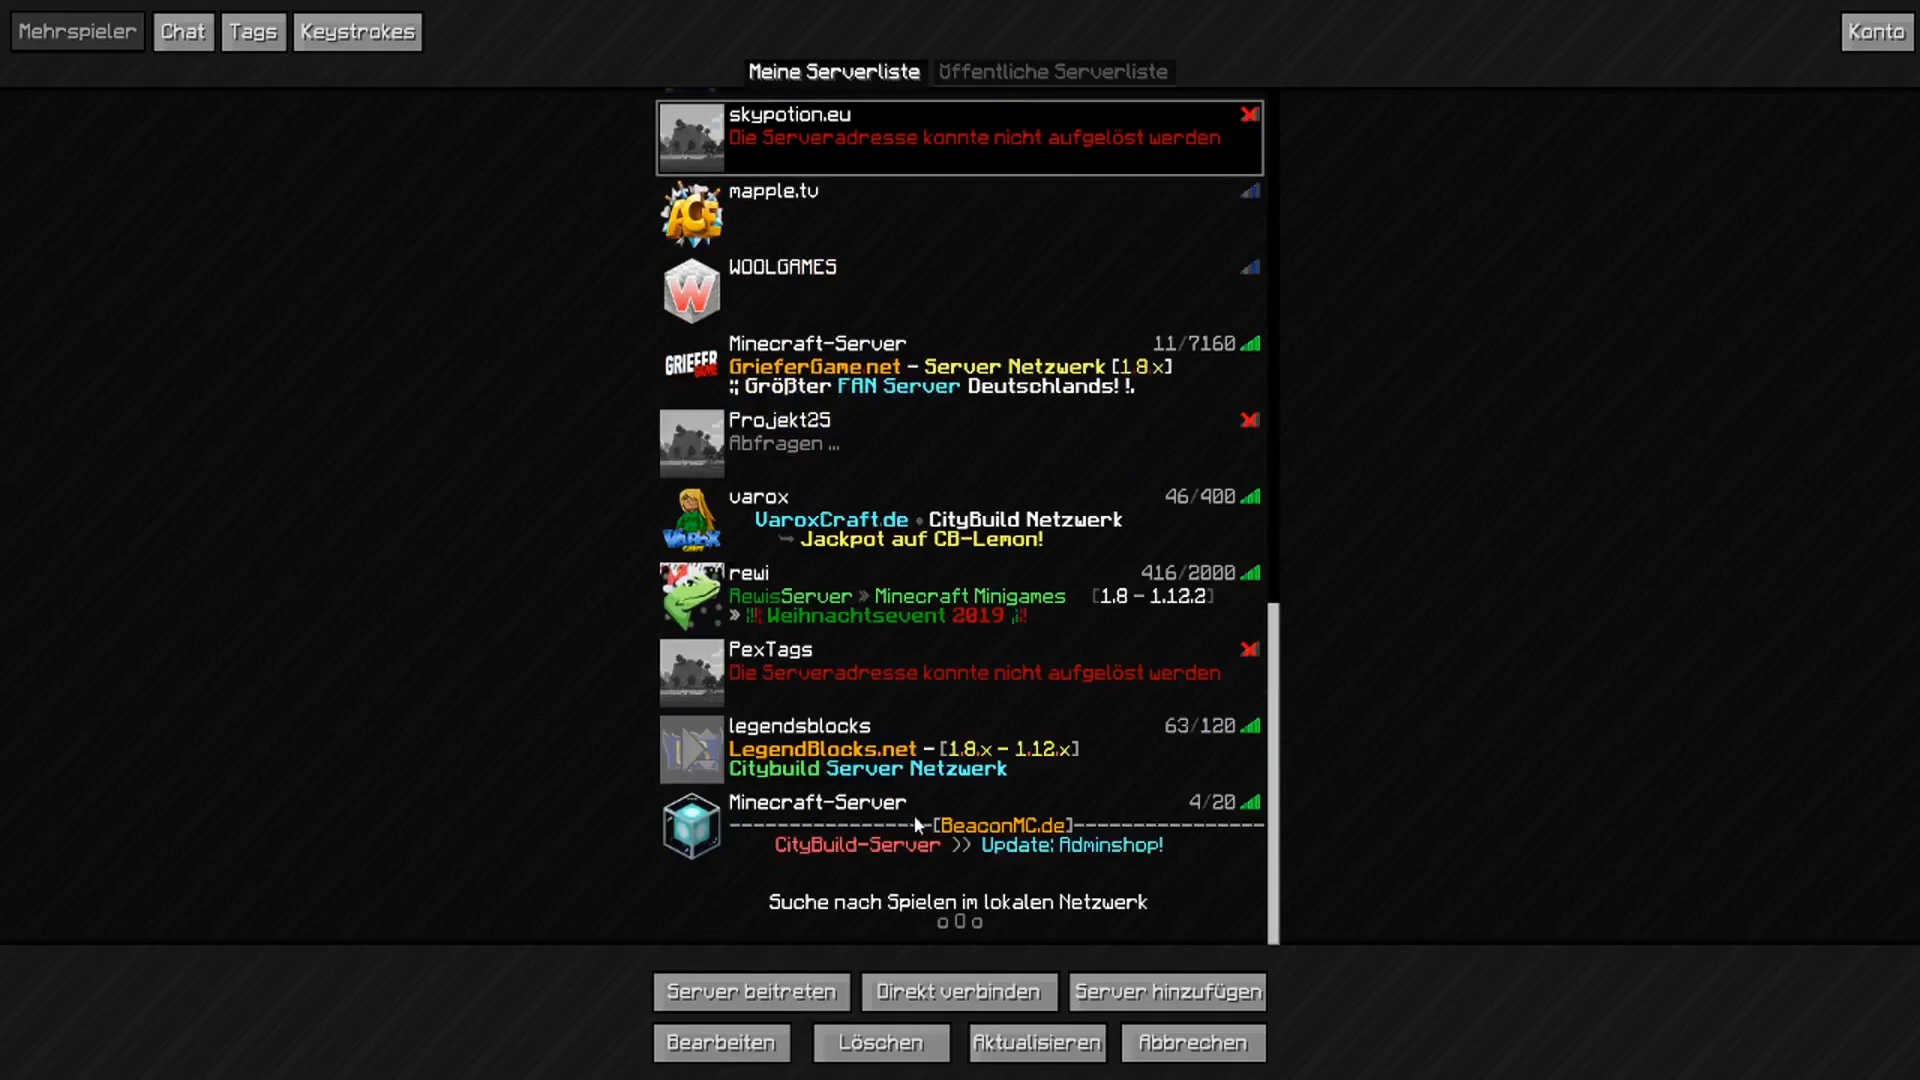 Mehrspieler Chat Tags Keystrokes Konto
Meine Serverliste Öffentliche Serverliste
skypotion.eu
Die Serveradresse konnte nicht aufgelöst werden
mapple.tv
ACE
WOOLGAMES
W
Minecraft-Server 11/7160
GRIEFER
GAME
GrieferGame.net - Server Netzwerk [1.8.x]
¦¦ Größter FAN Server Deutschlands! !.
Projekt25
Abfragen ...
varox 46/400
VAROX
VaroxCraft.de • CityBuild Netzwerk
Jackpot auf CB-Lemon!
rewi 416/2000
RewisServer » Minecraft Minigames [1.8 - 1.12.2]
» Weihnachtsevent 2019
PexTags
Die Serveradresse konnte nicht aufgelöst werden
legendsblocks 63/120
LegendBlocks.net - [1.8.x - 1.12.x]
Citybuild Server Netzwerk
Minecraft-Server 4/20
[BeaconMC.de]
CityBuild-Server >> Update: Adminshop!
Suche nach Spielen im lokalen Netzwerk
o O o
Server beitreten Direkt verbinden Server hinzufügen
Bearbeiten Löschen Aktualisieren Abbrechen